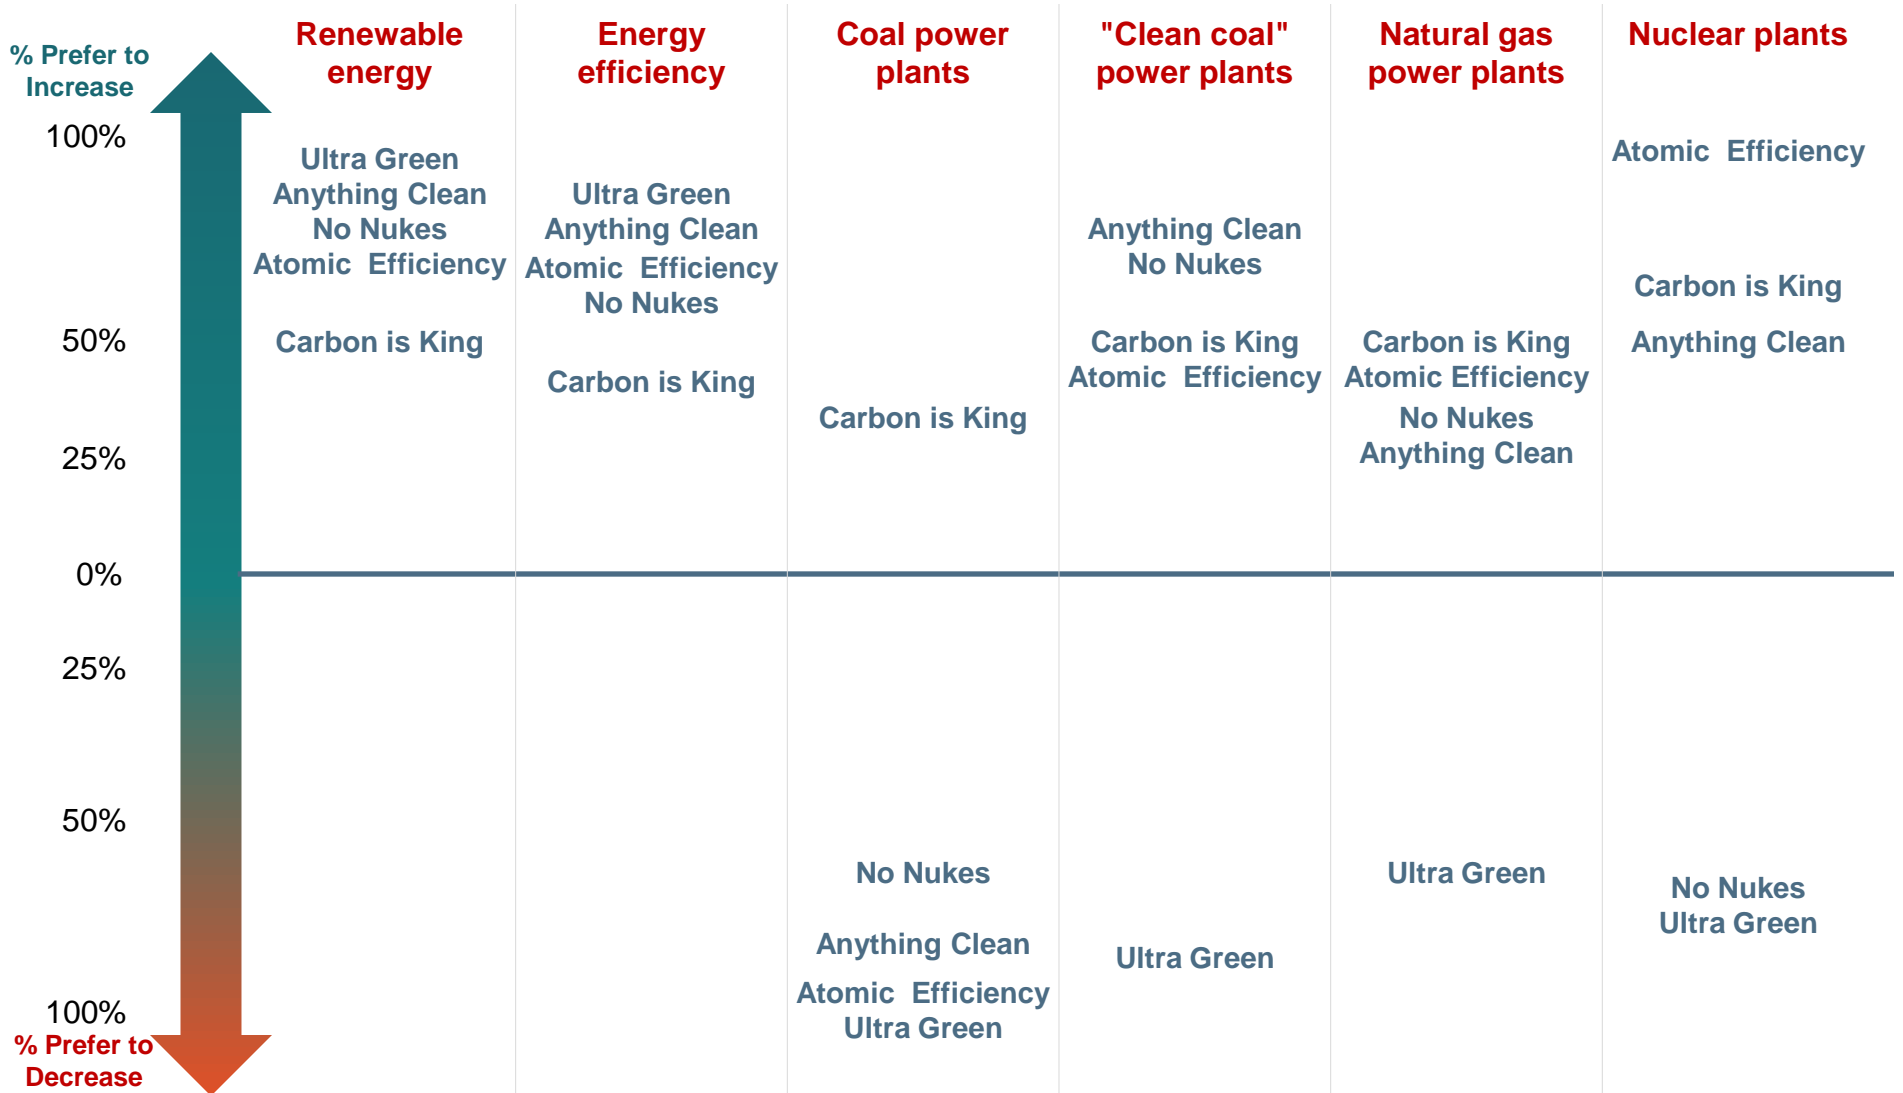 % Prefer to
Increase
100%
50%
25%
0%
25%
50%
100%
% Prefer to
Decrease
Renewable
energy
Ultra Green
Anything Clean
No Nukes
Atomic Efficiency
Carbon is King
Energy
efficiency
Ultra Green
Anything Clean
Atomic Efficiency
No Nukes
Carbon is King
Coal power
plants
Carbon is King
No Nukes
Anything Clean
Atomic Efficiency
Ultra Green
"Clean coal"
power plants
Anything Clean
No Nukes
Carbon is King
Atomic Efficiency
Ultra Green
Natural gas
power plants
Carbon is King
Atomic Efficiency
No Nukes
Anything Clean
Ultra Green
Nuclear plants
Atomic Efficiency
Carbon is King
Anything Clean
No Nukes
Ultra Green